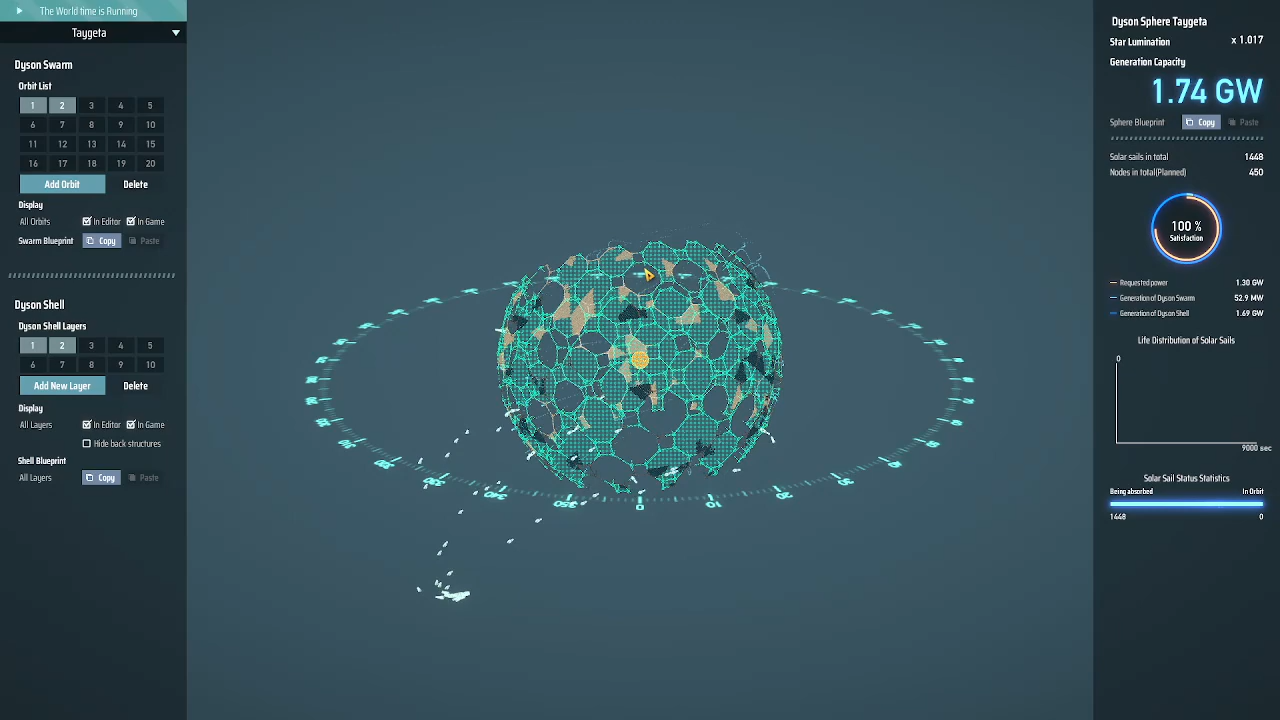 The World time is Running
Taygeta
Dyson Swarm
Orbit List
1 2 3 4 5
6 7 8 9 10
11 12 13 14 15
16 17 18 19 20
Add Orbit Delete
Display
All Orbits In Editor In Game
Swarm Blueprint Copy Paste
Dyson Shell
Dyson Shell Layers
1 2 3 4 5
6 7 8 9 10
Add New Layer Delete
Display
All Layers In Editor In Game
Hide back structures
Shell Blueprint
All Layers Copy Paste
350 0 10 20
Dyson Sphere Taygeta
Star Lumination x 1.017
Generation Capacity
1.74 GW
Sphere Blueprint Copy Paste
Solar sails in total 1448
Nodes in total(Planned) 450
100 %
Satisfaction
Requested power 1.30 GW
Generation of Dyson Swarm 52.9 MW
Generation of Dyson Shell 1.69 GW
Life Distribution of Solar Sails
0
9000 sec
Solar Sail Status Statistics
Being absorbed In Orbit
1448 0